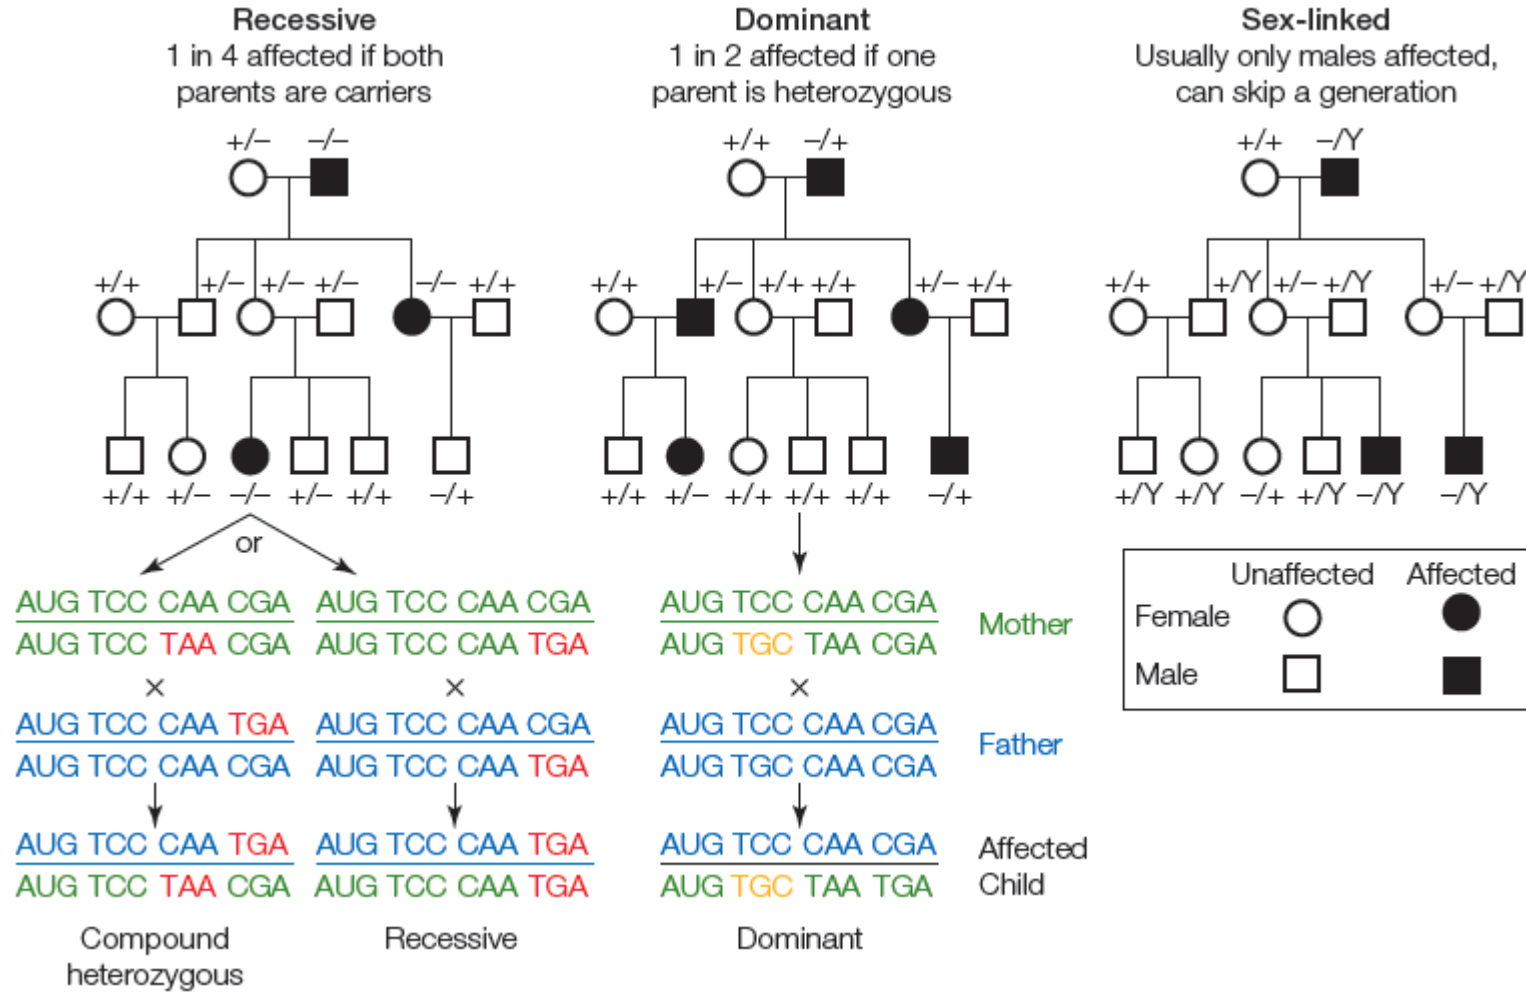 Recessive
1 in 4 affected if both
parents are carriers
+/– –/–
+/+ +/– +/– +/– –/– +/+
+/+ +/– –/– +/– +/+ –/+
or
AUG TCC CAA CGA
AUG TCC TAA CGA
×
AUG TCC CAA TGA
AUG TCC CAA CGA
AUG TCC CAA TGA
AUG TCC TAA CGA
Compound
heterozygous
AUG TCC CAA CGA
AUG TCC CAA TGA
×
AUG TCC CAA CGA
AUG TCC CAA TGA
AUG TCC CAA TGA
AUG TCC CAA TGA
Recessive
Dominant
1 in 2 affected if one
parent is heterozygous
+/+ –/+
+/+ +/– +/+ +/+ +/– +/+
+/+ +/– +/+ +/+ +/+ –/+
AUG TCC CAA CGA
AUG TGC TAA CGA
×
AUG TCC CAA CGA
AUG TGC CAA CGA
AUG TCC CAA CGA
AUG TGC TAA TGA
Dominant
Mother
Father
Affected
Child
Sex-linked
Usually only males affected,
can skip a generation
+/+ –/Y
+/+ +/Y +/– +/Y +/– +/Y
+/Y +/Y –/+ +/Y –/Y –/Y
Unaffected Affected
Female
Male